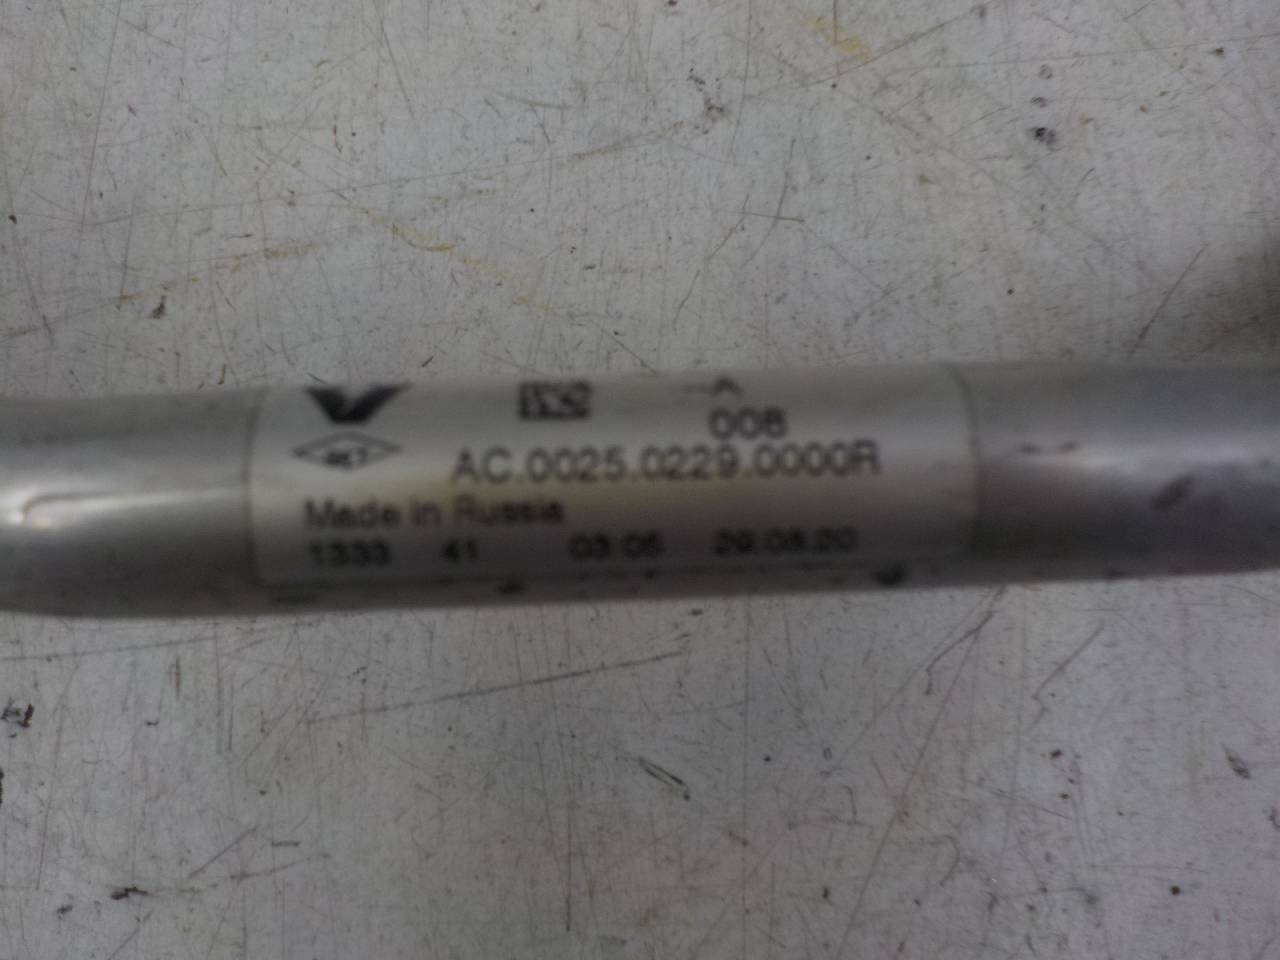 A
008
AC.0025.0229.0000R
Made in Russia
1333 41 03:05 29.08.20